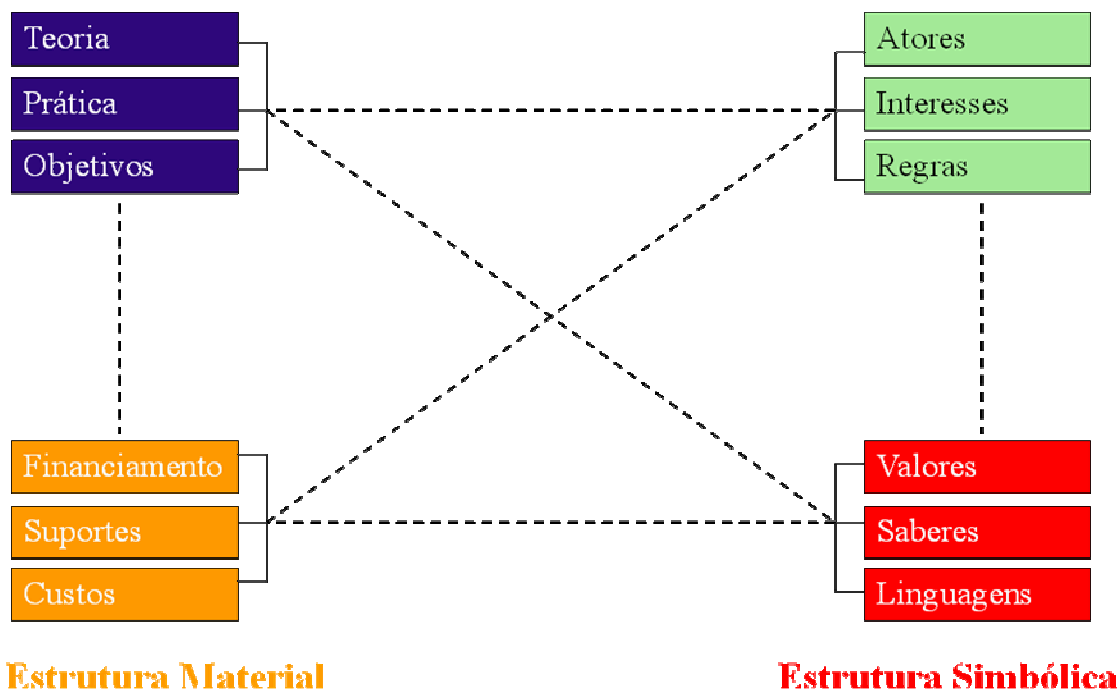 Teoria
Prática
Objetivos
Atores
Interesses
Regras
Financiamento
Suportes
Custos
Valores
Saberes
Linguagens
Estrutura Material
Estrutura Simbólica